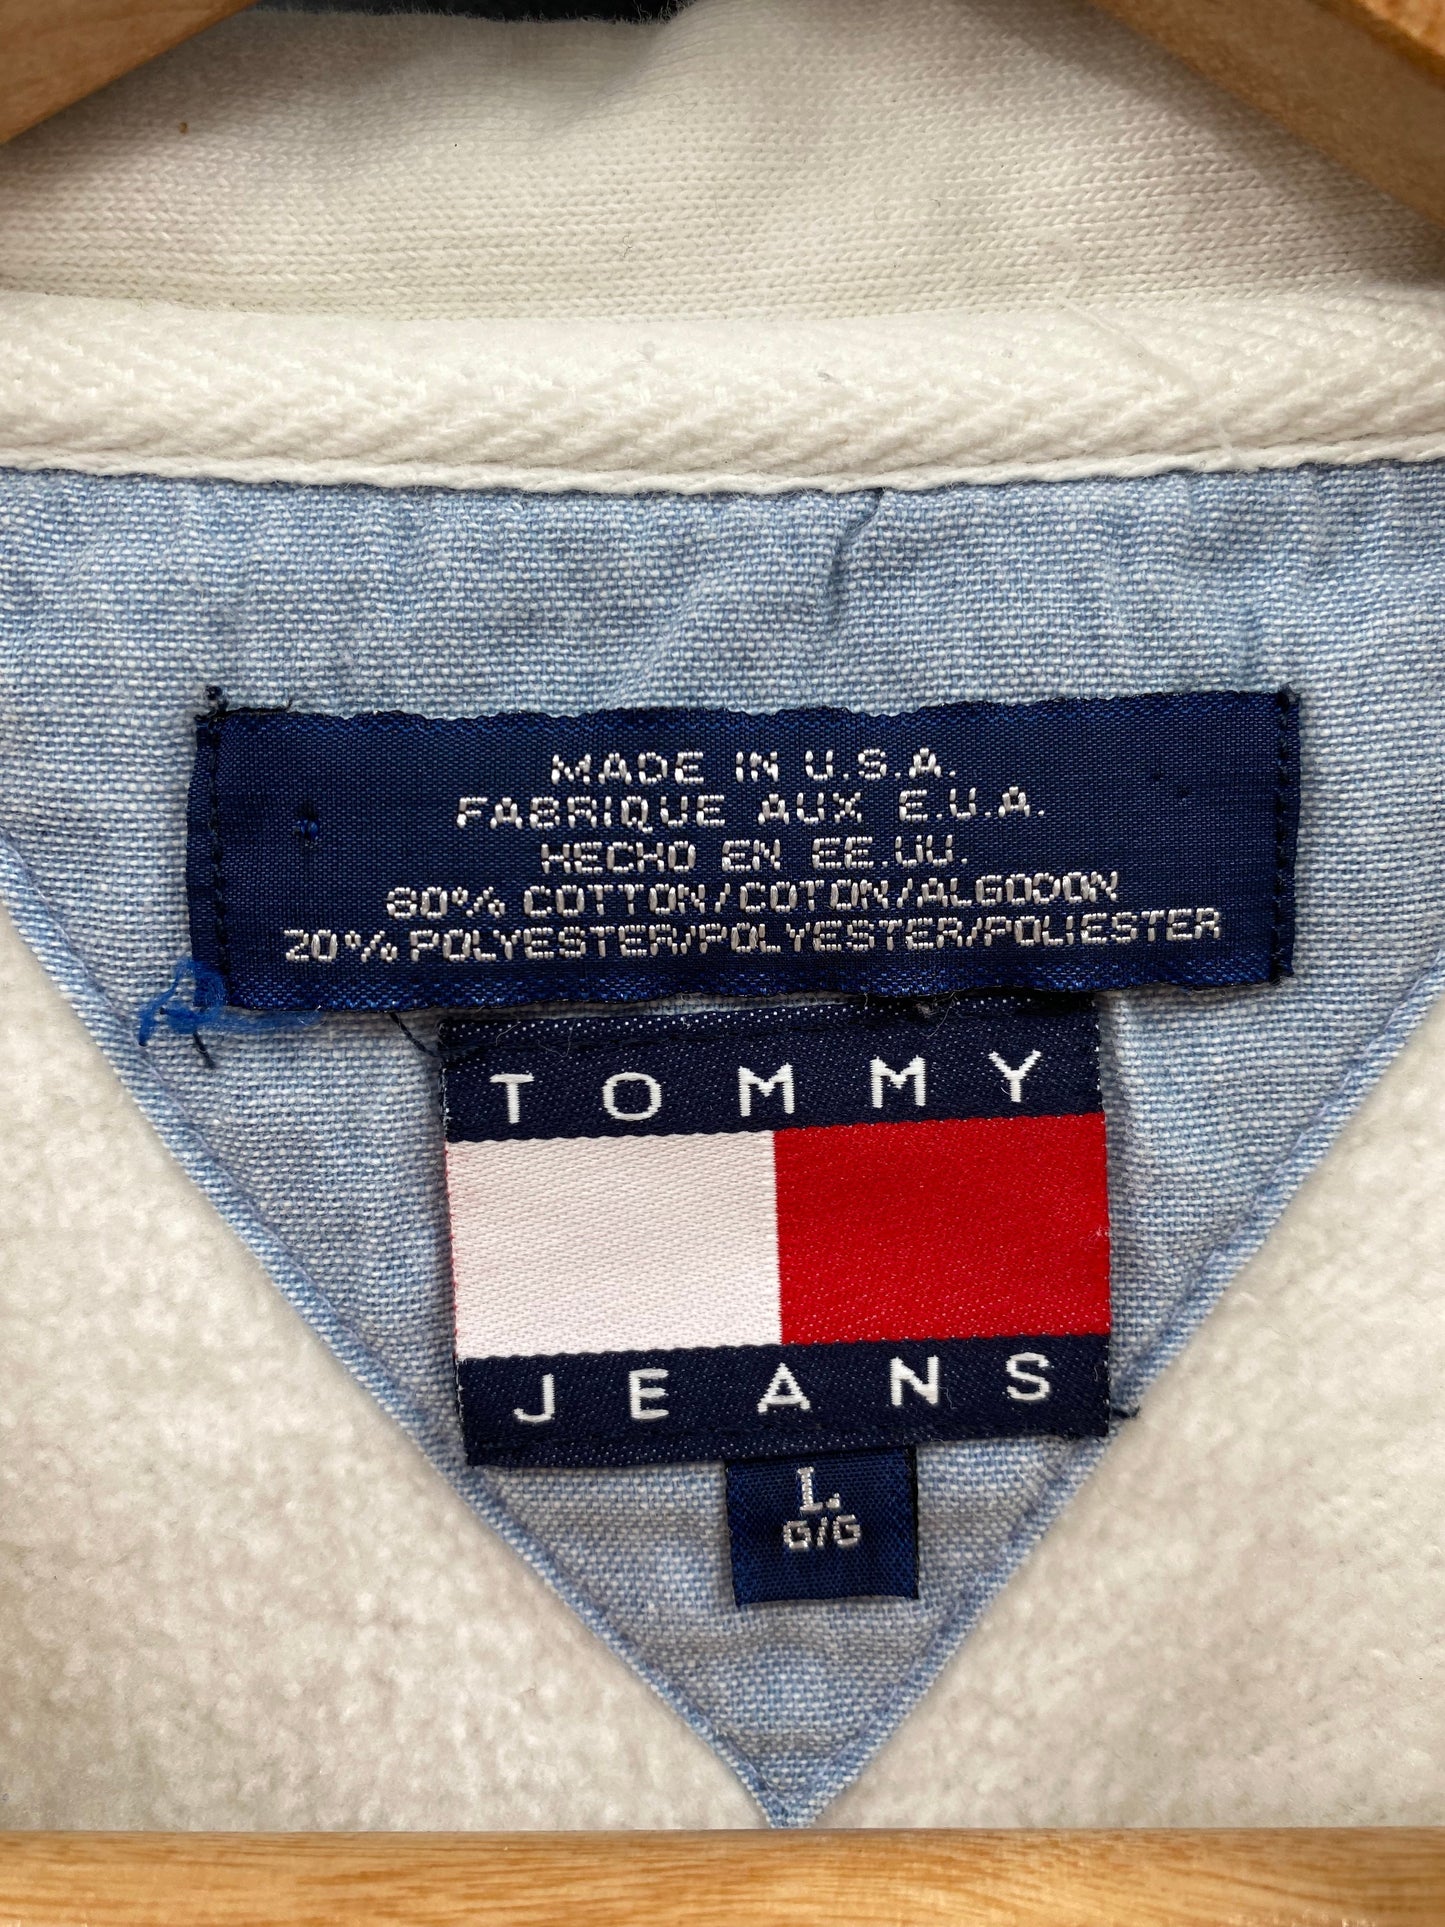 MADE IN U.S.A.
FABRIQUE AUX E.U.A.
HECHO EN EE.UU.
80% COTTON/COTON/ALGODON
20% POLYESTER/POLYESTER/POLIESTER
TOMMY
JEANS
L.
G/G